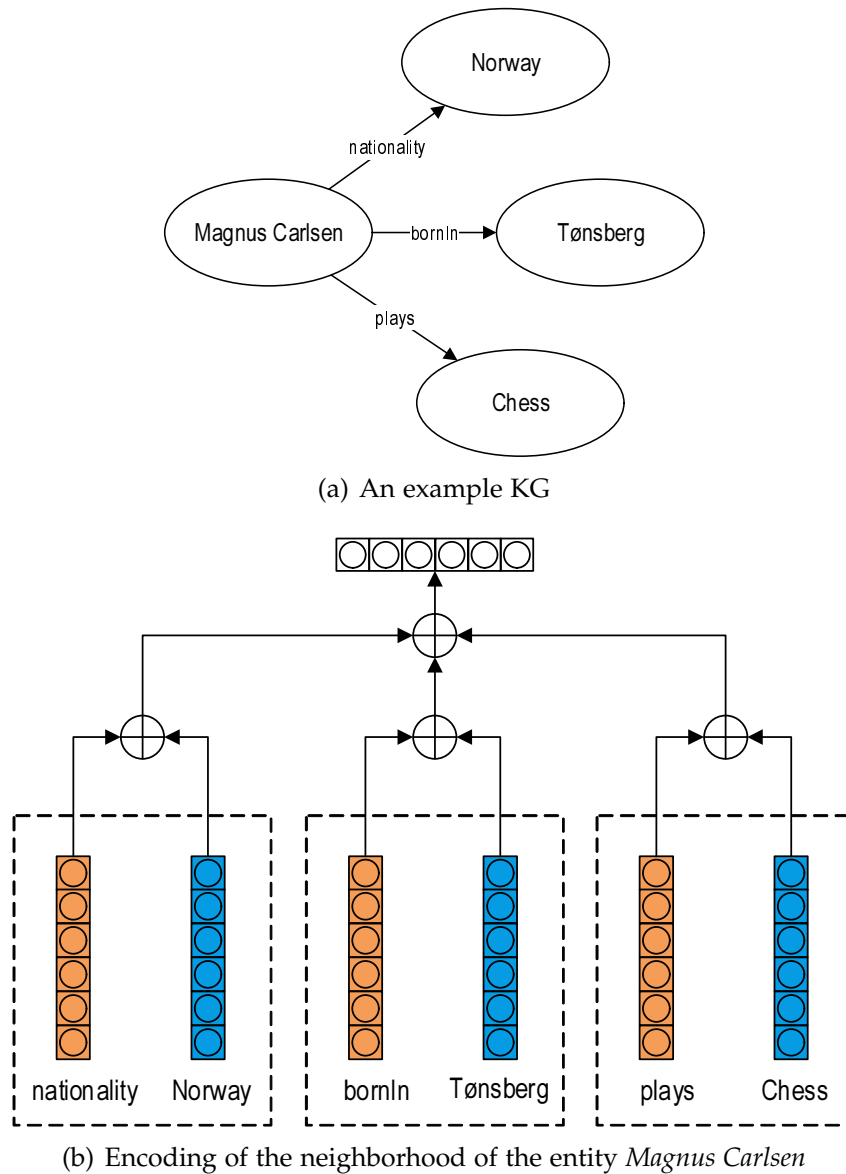 Norway
nationality
Magnus Carlsen
bornIn
Tønsberg
plays
Chess
(a) An example KG
nationality Norway bornIn Tønsberg plays Chess
(b) Encoding of the neighborhood of the entity Magnus Carlsen